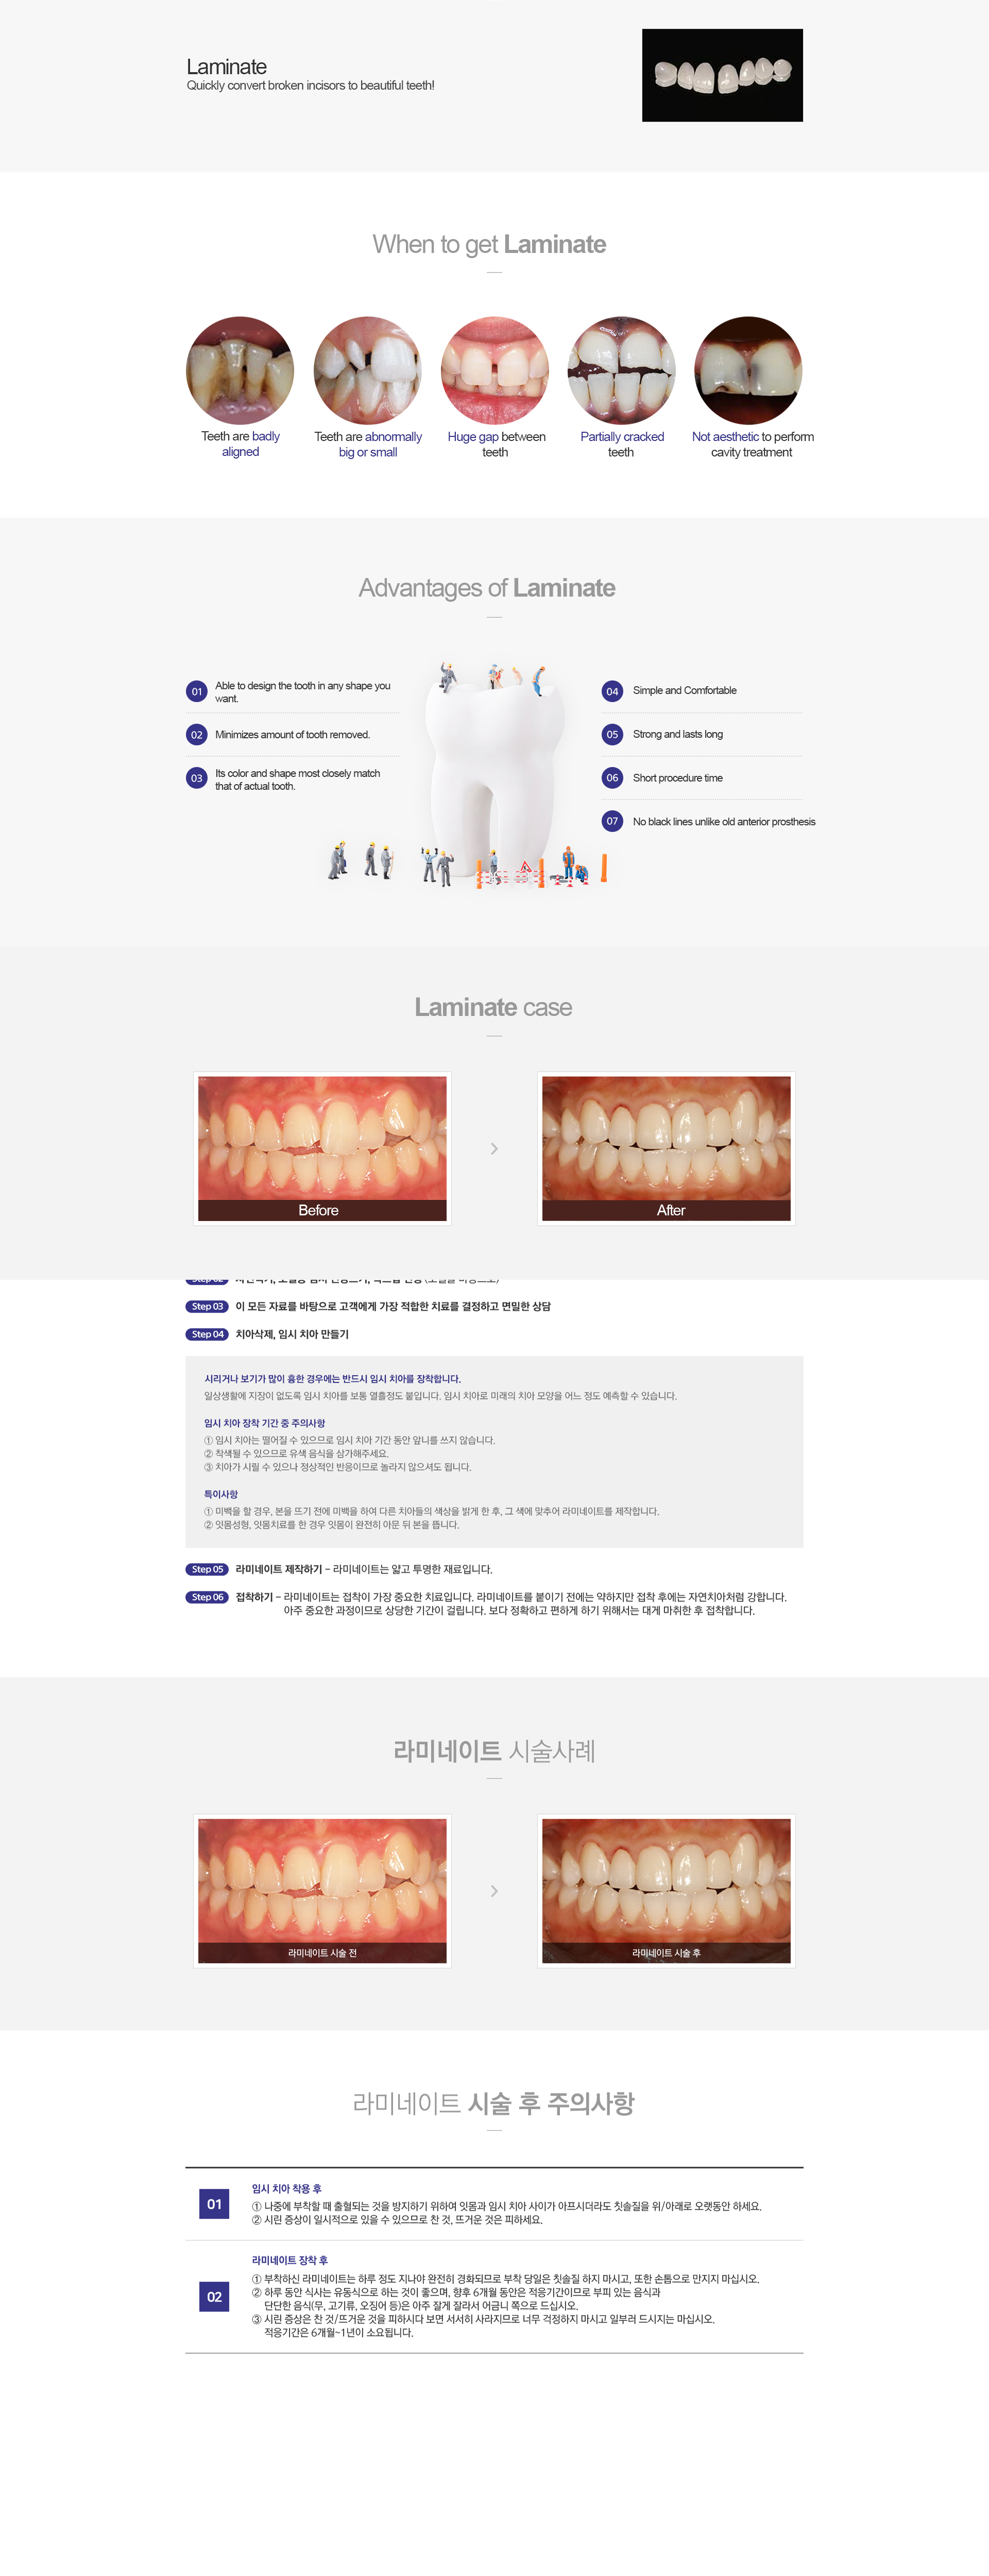 Laminate
Quickly convert broken incisors to beautiful teeth!
When to get Laminate
Teeth are badly
aligned
Teeth are abnormally
big or small
Huge gap between
teeth
Partially cracked
teeth
Not aesthetic to perform
cavity treatment
Advantages of Laminate
01 Able to design the tooth in any shape you
want.
02 Minimizes amount of tooth removed.
03 Its color and shape most closely match
that of actual tooth.
04 Simple and Comfortable
05 Strong and lasts long
06 Short procedure time
07 No black lines unlike old anterior prosthesis
Laminate case
Before
After
Step 03 이 모든 자료를 바탕으로 고객에게 가장 적합한 치료를 결정하고 면밀한 상담
Step 04 치아삭제, 임시 치아 만들기
시리거나 보기가 많이 흉한 경우에는 반드시 임시 치아를 장착합니다.
일상생활에 지장이 없도록 임시 치아를 보통 열흘정도 붙입니다. 임시 치아로 미래의 치아 모양을 어느 정도 예측할 수 있습니다.
임시 치아 장착 기간 중 주의사항
① 임시 치아는 떨어질 수 있으므로 임시 치아 기간 동안 앞니를 쓰지 않습니다.
② 착색될 수 있으므로 유색 음식을 삼가해주세요.
③ 치아가 시릴 수 있으나 정상적인 반응이므로 놀라지 않으셔도 됩니다.
특이사항
① 미백을 할 경우, 본을 뜨기 전에 미백을 하여 다른 치아들의 색상을 밝게 한 후, 그 색에 맞추어 라미네이트를 제작합니다.
② 잇몸성형, 잇몸치료를 한 경우 잇몸이 완전히 아문 뒤 본을 뜹니다.
Step 05 라미네이트 제작하기 – 라미네이트는 얇고 투명한 재료입니다.
Step 06 접착하기 – 라미네이트는 접착이 가장 중요한 치료입니다. 라미네이트를 붙이기 전에는 약하지만 접착 후에는 자연치아처럼 강합니다.
아주 중요한 과정이므로 상당한 기간이 걸립니다. 보다 정확하고 편하게 하기 위해서는 대게 마취한 후 접착합니다.
라미네이트 시술사례
라미네이트 시술 전
라미네이트 시술 후
라미네이트 시술 후 주의사항
01
임시 치아 착용 후
① 나중에 부착할 때 출혈되는 것을 방지하기 위하여 잇몸과 임시 치아 사이가 아프시더라도 칫솔질을 위/아래로 오랫동안 하세요.
② 시린 증상이 일시적으로 있을 수 있으므로 찬 것, 뜨거운 것은 피하세요.
02
라미네이트 장착 후
① 부착하신 라미네이트는 하루 정도 지나야 완전히 경화되므로 부착 당일은 칫솔질 하지 마시고, 또한 손톱으로 만지지 마십시오.
② 하루 동안 식사는 유동식으로 하는 것이 좋으며, 향후 6개월 동안은 적응기간이므로 부피 있는 음식과
단단한 음식(무, 고기류, 오징어 등)은 아주 잘게 잘라서 어금니 쪽으로 드십시오.
③ 시린 증상은 찬 것/뜨거운 것을 피하시다 보면 서서히 사라지므로 너무 걱정하지 마시고 일부러 드시지는 마십시오.
적응기간은 6개월~1년이 소요됩니다.